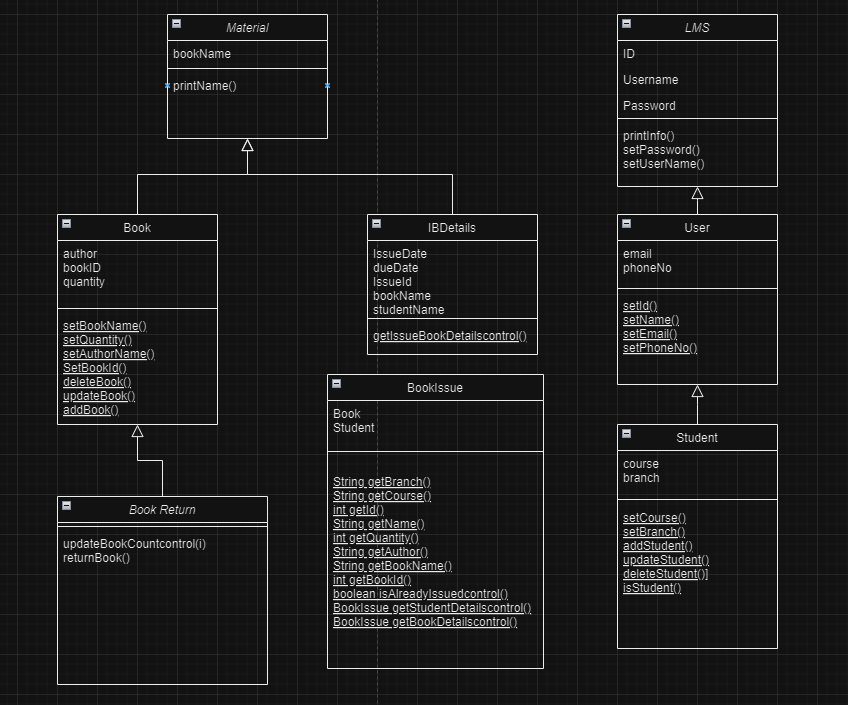 Material
bookName
printName()
LMS
ID
Username
Password
printInfo()
setPassword()
setUserName()
Book
author
bookID
quantity
setBookName()
setQuantity()
setAuthorName()
SetBookId()
deleteBook()
updateBook()
addBook()
IBDetails
IssueDate
dueDate
IssueId
bookName
studentName
getIssueBookDetailscontrol()
User
email
phoneNo
setId()
setName()
setEmail()
setPhoneNo()
Book Return
updateBookCountcontrol(i)
returnBook()
BookIssue
Book
Student
String getBranch()
String getCourse()
int getId()
String getName()
int getQuantity()
String getAuthor()
String getBookName()
int getBookId()
boolean isAlreadyIssuedcontrol()
BookIssue getStudentDetailscontrol()
BookIssue getBookDetailscontrol()
Student
course
branch
setCourse()
setBranch()
addStudent()
updateStudent()
deleteStudent()]
isStudent()